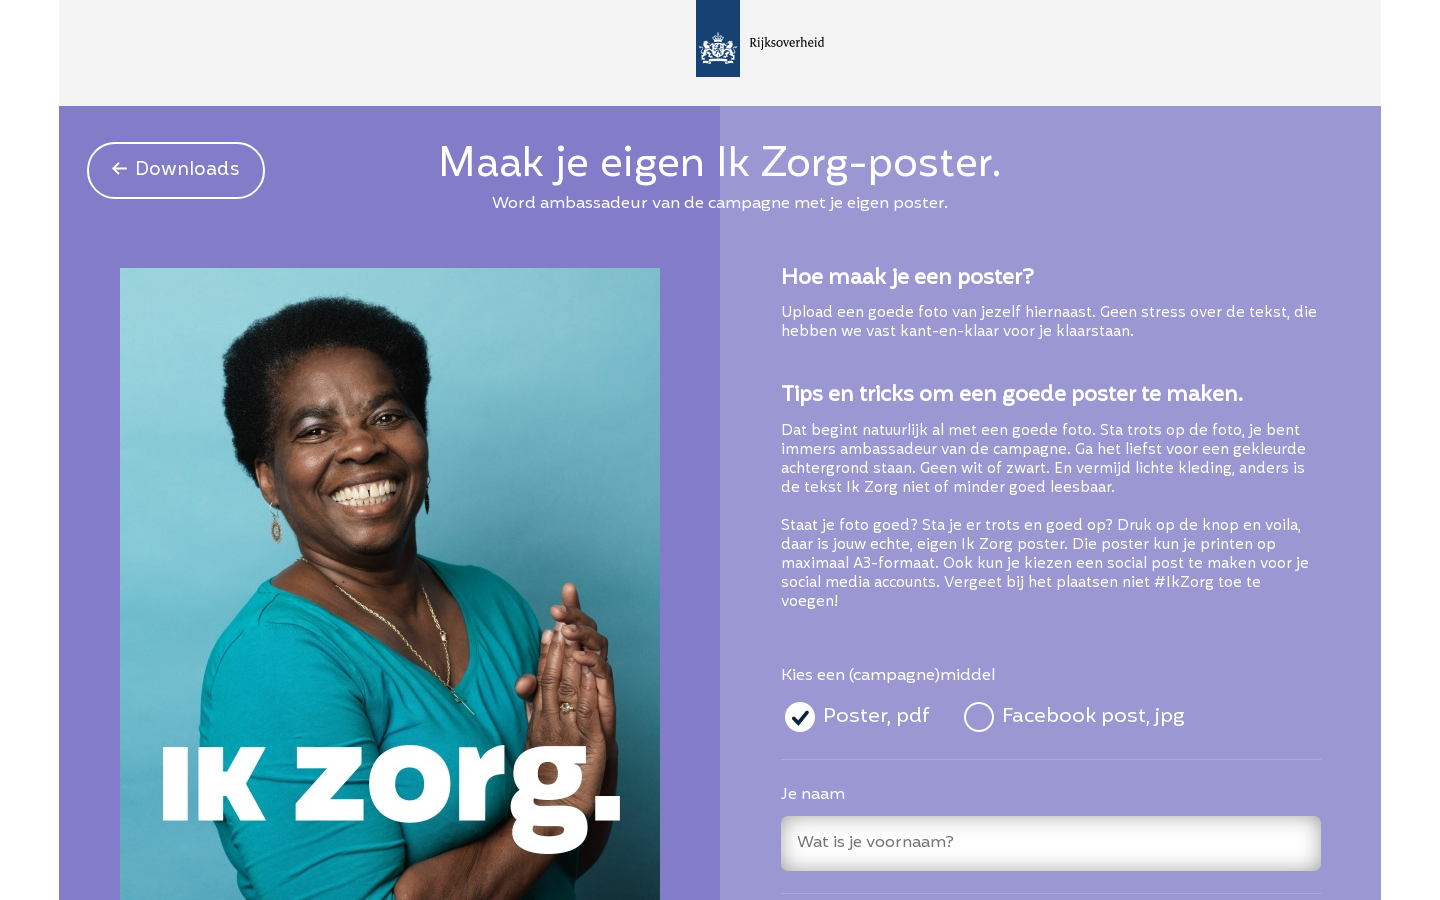 Rijksoverheid
Downloads
Maak je eigen Ik Zorg-poster.
Word ambassadeur van de campagne met je eigen poster.
Hoe maak je een poster?
Upload een goede foto van jezelf hiernaast. Geen stress over de tekst, die
hebben we vast kant-en-klaar voor je klaarstaan.
Tips en tricks om een goede poster te maken.
Dat begint natuurlijk al met een goede foto. Sta trots op de foto, je bent
immers ambassadeur van de campagne. Ga het liefst voor een gekleurde
achtergrond staan. Geen wit of zwart. En vermijd lichte kleding, anders is
de tekst Ik Zorg niet of minder goed leesbaar.
Staat je foto goed? Sta je er trots en goed op? Druk op de knop en voila,
daar is jouw echte, eigen Ik Zorg poster. Die poster kun je printen op
maximaal A3-formaat. Ook kun je kiezen een social post te maken voor je
social media accounts. Vergeet bij het plaatsen niet #IkZorg toe te
voegen!
Kies een (campagne)middel
Poster, pdf
Facebook post, jpg
Je naam
Wat is je voornaam?
Ik zorg.